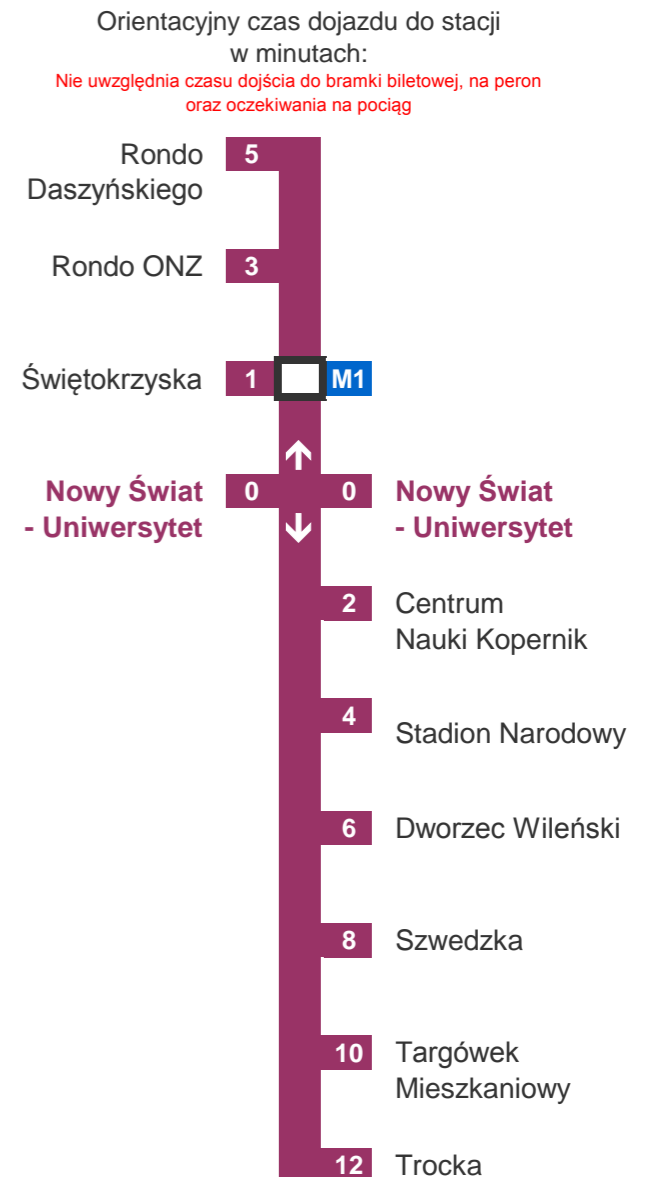 Orientacyjny czas dojazdu do stacji
w minutach:
Nie uwzględnia czasu dojścia do bramki biletowej, na peron
oraz oczekiwania na pociąg
Rondo 5
Daszyńskiego
Rondo ONZ 3
Świętokrzyska 1 M1
Nowy Świat 0 0 Nowy Świat
- Uniwersytet - Uniwersytet
2 Centrum
Nauki Kopernik
4 Stadion Narodowy
6 Dworzec Wileński
8 Szwedzka
10 Targówek
Mieszkaniowy
12 Trocka